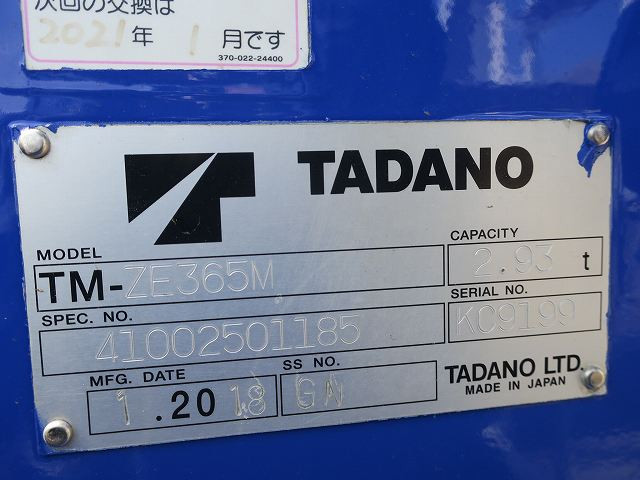 次回の交換は
2021年 1月です
370-022-24400
TADANO
MODEL
TM-ZE365M
CAPACITY
2.93 t
SPEC. NO.
41002501185
SERIAL NO.
KC9199
MFG. DATE
1.2018
SS NO.
GN
TADANO LTD.
MADE IN JAPAN